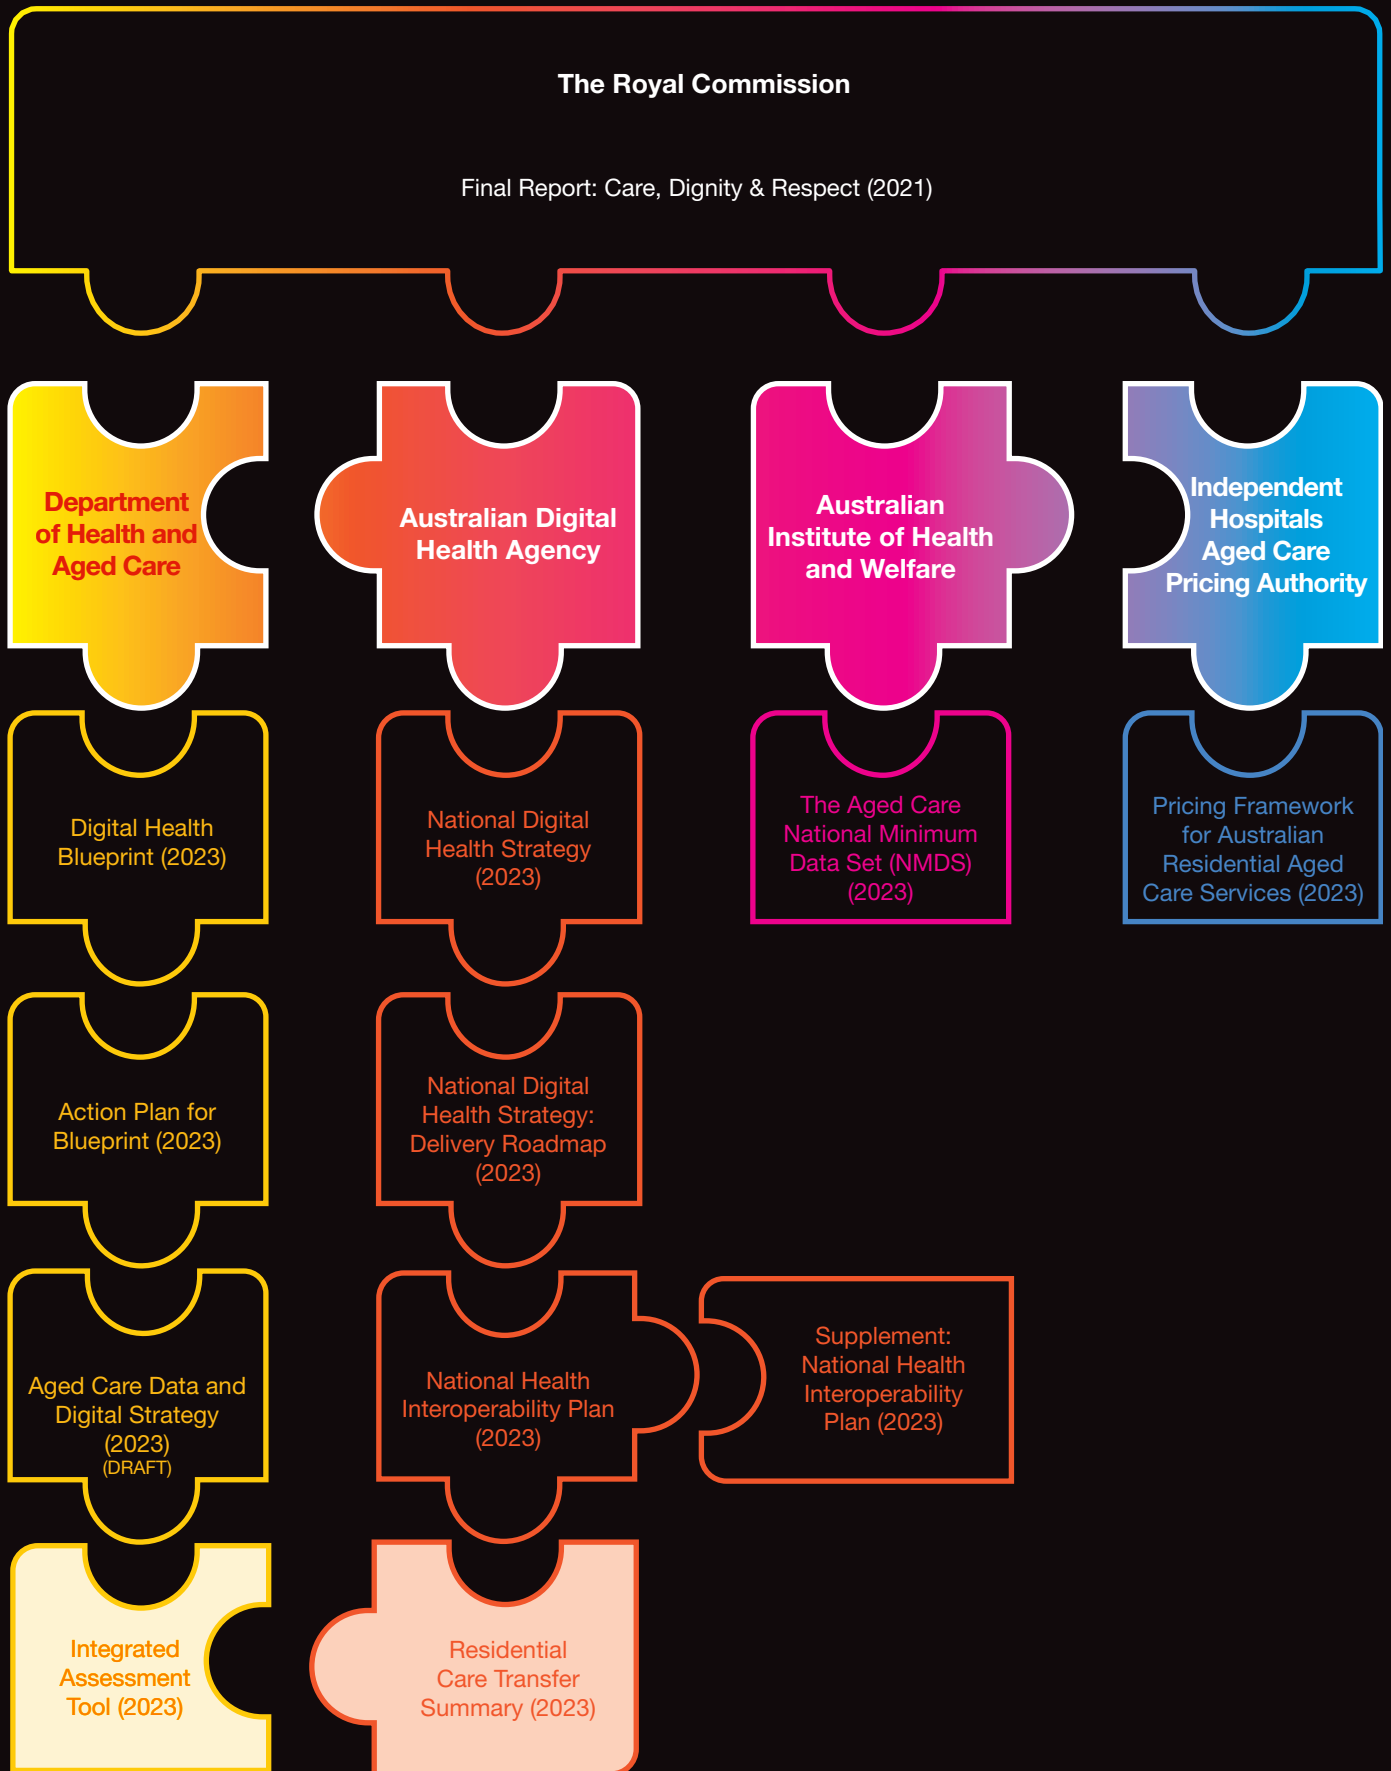 The Royal Commission
Final Report: Care, Dignity & Respect (2021)
Department
of Health and
Aged Care
Australian Digital
Health Agency
Australian
Institute of Health
and Welfare
Independent
Hospitals
Aged Care
Pricing Authority
Digital Health
Blueprint (2023)
National Digital
Health Strategy
(2023)
The Aged Care
National Minimum
Data Set (NMDS)
(2023)
Pricing Framework
for Australian
Residential Aged
Care Services (2023)
Action Plan for
Blueprint (2023)
National Digital
Health Strategy:
Delivery Roadmap
(2023)
Aged Care Data and
Digital Strategy
(2023)
(DRAFT)
National Health
Interoperability Plan
(2023)
Supplement:
National Health
Interoperability
Plan (2023)
Integrated
Assessment
Tool (2023)
Residential
Care Transfer
Summary (2023)